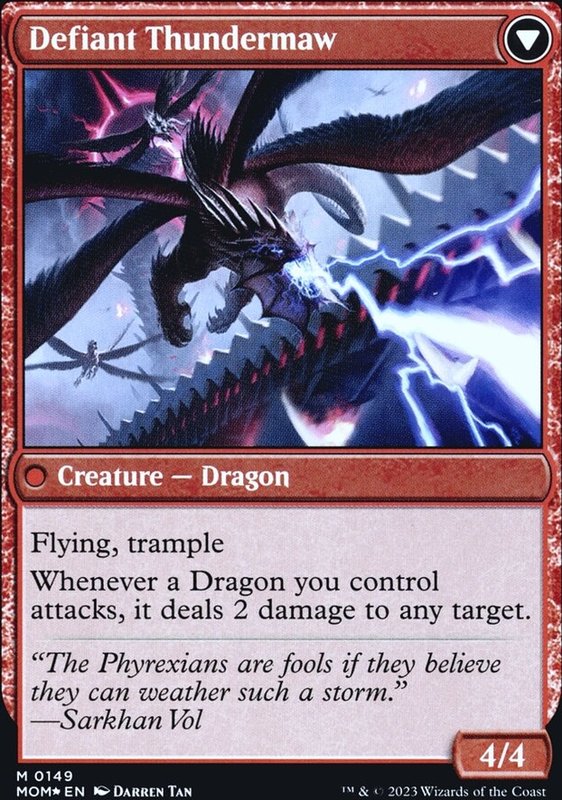 Defiant Thundermaw
Creature — Dragon
Flying, trample
Whenever a Dragon you control
attacks, it deals 2 damage to any target.
“The Phyrexians are fools if they believe
they can weather such a storm.”
—Sarkhan Vol
4/4
M 0149
MOM★EN Darren Tan
™ & © 2023 Wizards of the Coast